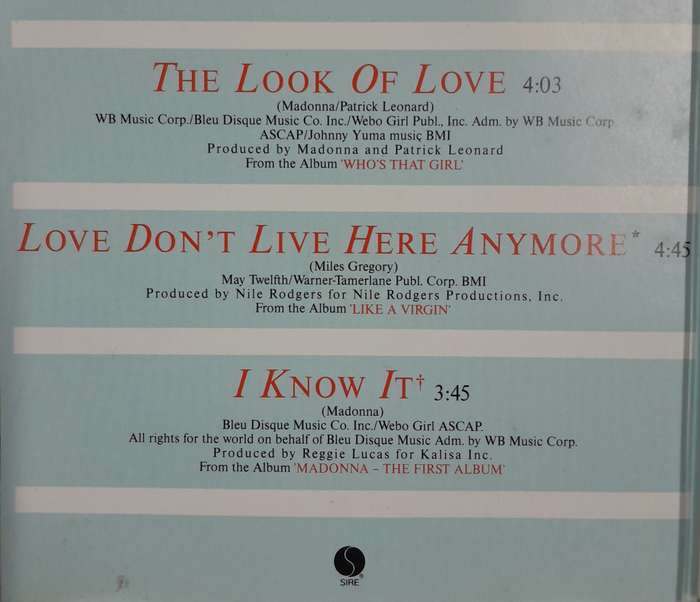 THE LOOK OF LOVE 4:03
(Madonna/Patrick Leonard)
WB Music Corp./Bleu Disque Music Co. Inc./Webo Girl Publ., Inc. Adm. by WB Music Corp.
ASCAP/Johnny Yuma music BMI
Produced by Madonna and Patrick Leonard
From the Album 'WHO'S THAT GIRL'
LOVE DON'T LIVE HERE ANYMORE* 4:45
(Miles Gregory)
May Twelfth/Warner-Tamerlane Publ. Corp. BMI
Produced by Nile Rodgers for Nile Rodgers Productions, Inc.
From the Album 'LIKE A VIRGIN'
I KNOW IT† 3:45
(Madonna)
Bleu Disque Music Co. Inc./Webo Girl ASCAP.
All rights for the world on behalf of Bleu Disque Music Adm. by WB Music Corp.
Produced by Reggie Lucas for Kalisa Inc.
From the Album 'MADONNA – THE FIRST ALBUM'
S®
SIRE